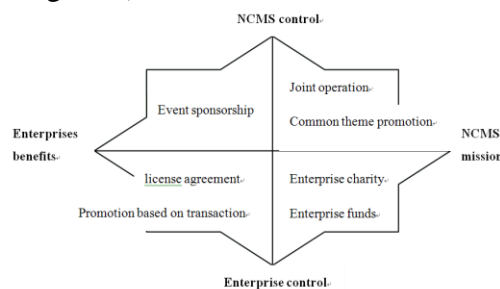 NCMS control
Joint operation
Event sponsorship
Common theme promotion
Enterprises
benefits
NCMS
mission
license agreement
Enterprise charity
Promotion based on transaction
Enterprise funds
Enterprise control